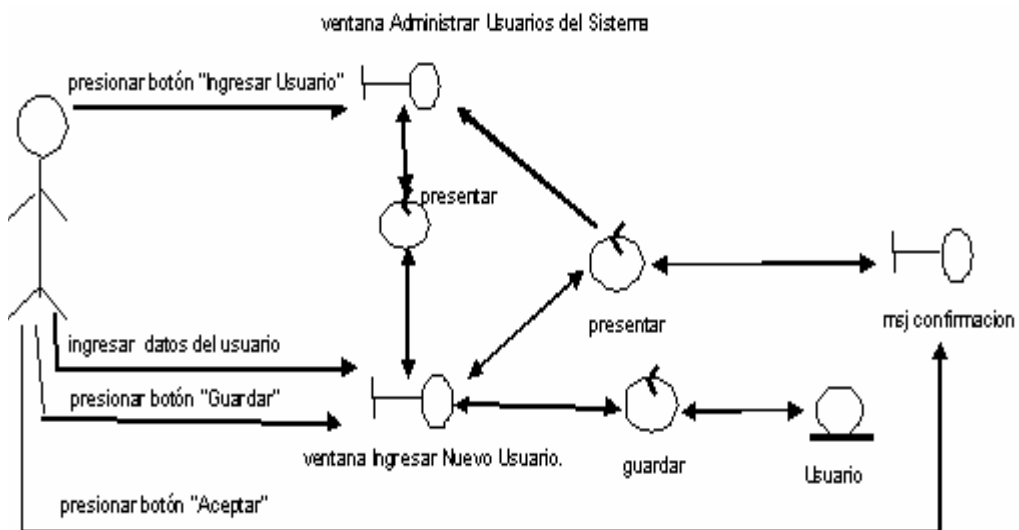 ventana Administrar Usuarios del Sistema
presionar botón "Ingresar Usuario"
presentar
presentar
msj confirmacion
ingresar datos del usuario
presionar botón "Guardar"
ventana Ingresar Nuevo Usuario.
guardar
Usuario
presionar botón "Aceptar"